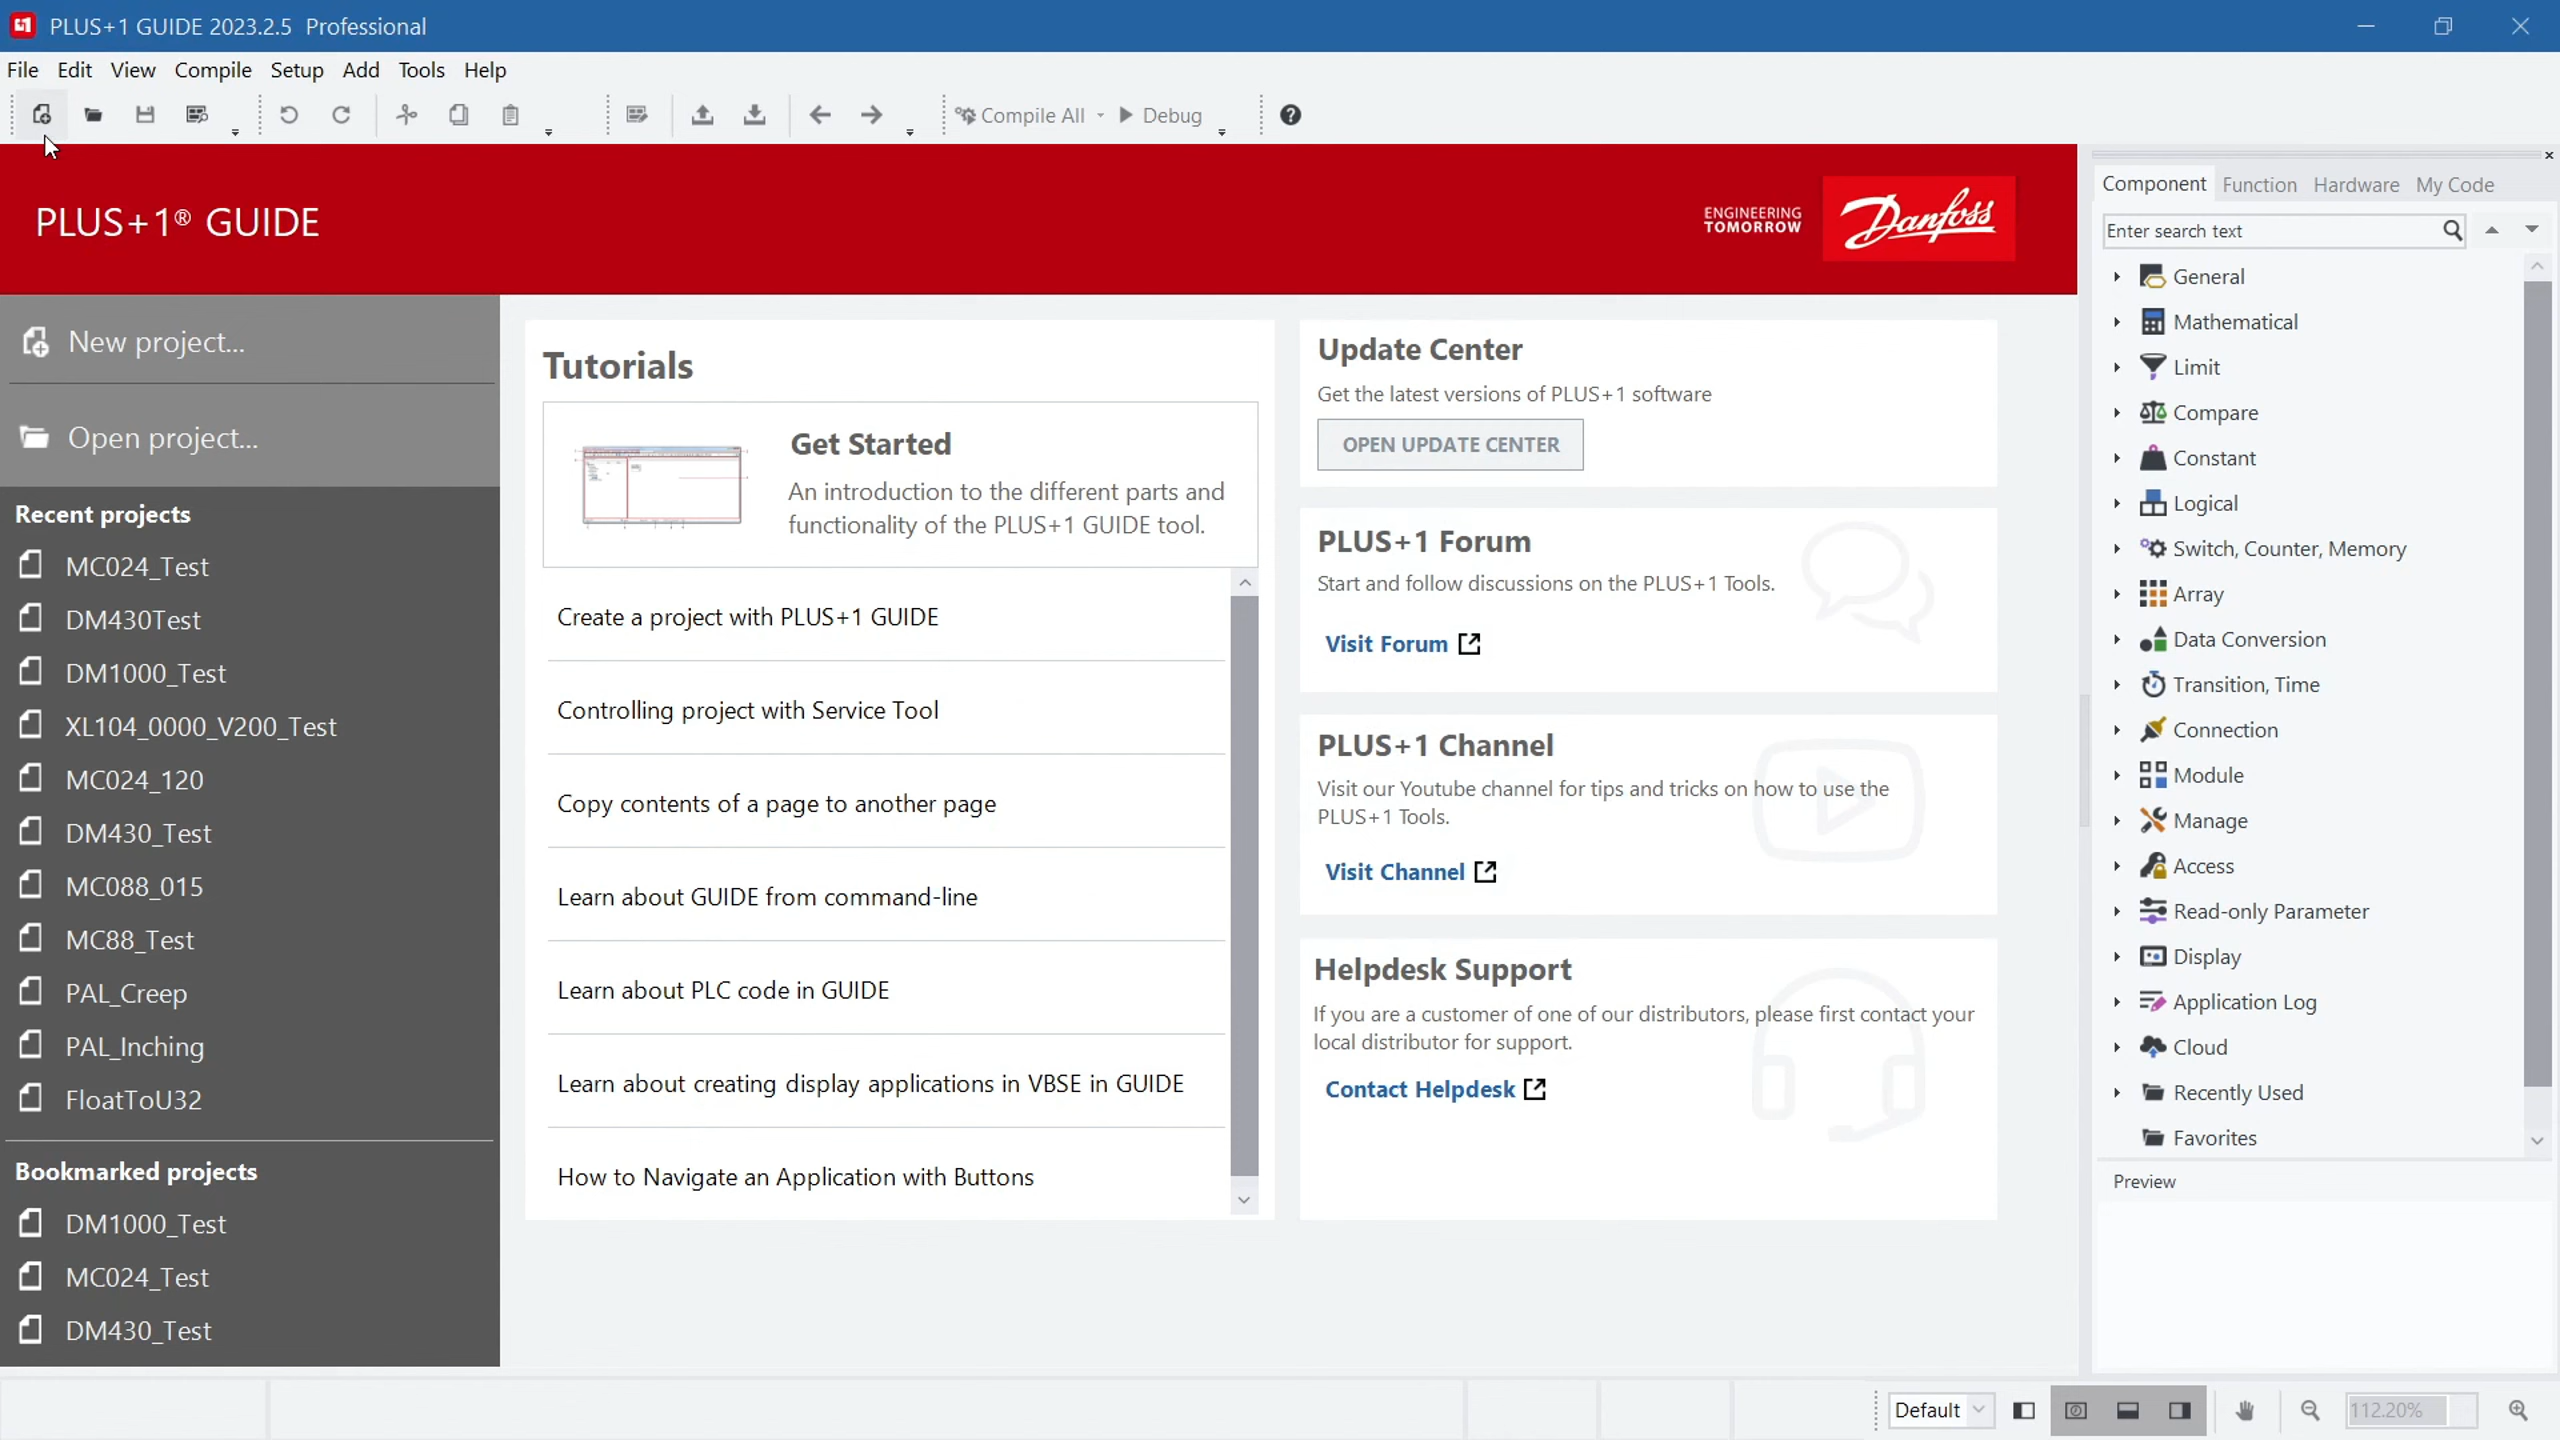 PLUS+1 GUIDE 2023.2.5 Professional
File Edit View Compile Setup Add Tools Help
Compile All Debug
PLUS+1® GUIDE
ENGINEERING
TOMORROW
Danfoss
New project...
Open project...
Recent projects
MC024_Test
DM430Test
DM1000_Test
XL104_0000_V200_Test
MC024_120
DM430_Test
MC088_015
MC88_Test
PAL_Creep
PAL_Inching
FloatToU32
Bookmarked projects
DM1000_Test
MC024_Test
DM430_Test
Tutorials
Get Started
An introduction to the different parts and
functionality of the PLUS+1 GUIDE tool.
Create a project with PLUS+1 GUIDE
Controlling project with Service Tool
Copy contents of a page to another page
Learn about GUIDE from command-line
Learn about PLC code in GUIDE
Learn about creating display applications in VBSE in GUIDE
How to Navigate an Application with Buttons
Update Center
Get the latest versions of PLUS+1 software
OPEN UPDATE CENTER
PLUS+1 Forum
Start and follow discussions on the PLUS+1 Tools.
Visit Forum
PLUS+1 Channel
Visit our Youtube channel for tips and tricks on how to use the
PLUS+1 Tools.
Visit Channel
Helpdesk Support
If you are a customer of one of our distributors, please first contact your
local distributor for support.
Contact Helpdesk
Component Function Hardware My Code
Enter search text
General
Mathematical
Limit
Compare
Constant
Logical
Switch, Counter, Memory
Array
Data Conversion
Transition, Time
Connection
Module
Manage
Access
Read-only Parameter
Display
Application Log
Cloud
Recently Used
Favorites
Preview
Default
112.20%